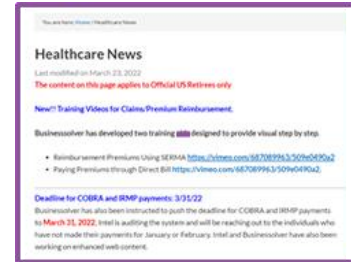 You are here: Home / Healthcare News
Healthcare News
Last modified on March 23, 2022
The content on this page applies to Official US Retirees only
New!! Training Videos for Claims/Premium Reimbursement.
Businesssolver has developed two training designed to provide visual step by step.
• Reimbursement Premiums Using SERMA https://vimeo.com/687089963/509e0490a2
• Paying Premiums through Direct Bill https://vimeo.com/687089963/509e0490a2.
Deadline for COBRA and IRMP payments: 3/31/22
Businessolver has also been instructed to push the deadline for COBRA and IRMP payments
to March 31, 2022. Intel is auditing the system and will be reaching out to the individuals who
have not made their payments for January or February. Intel and Businesssolver have also been
working on enhanced web content.